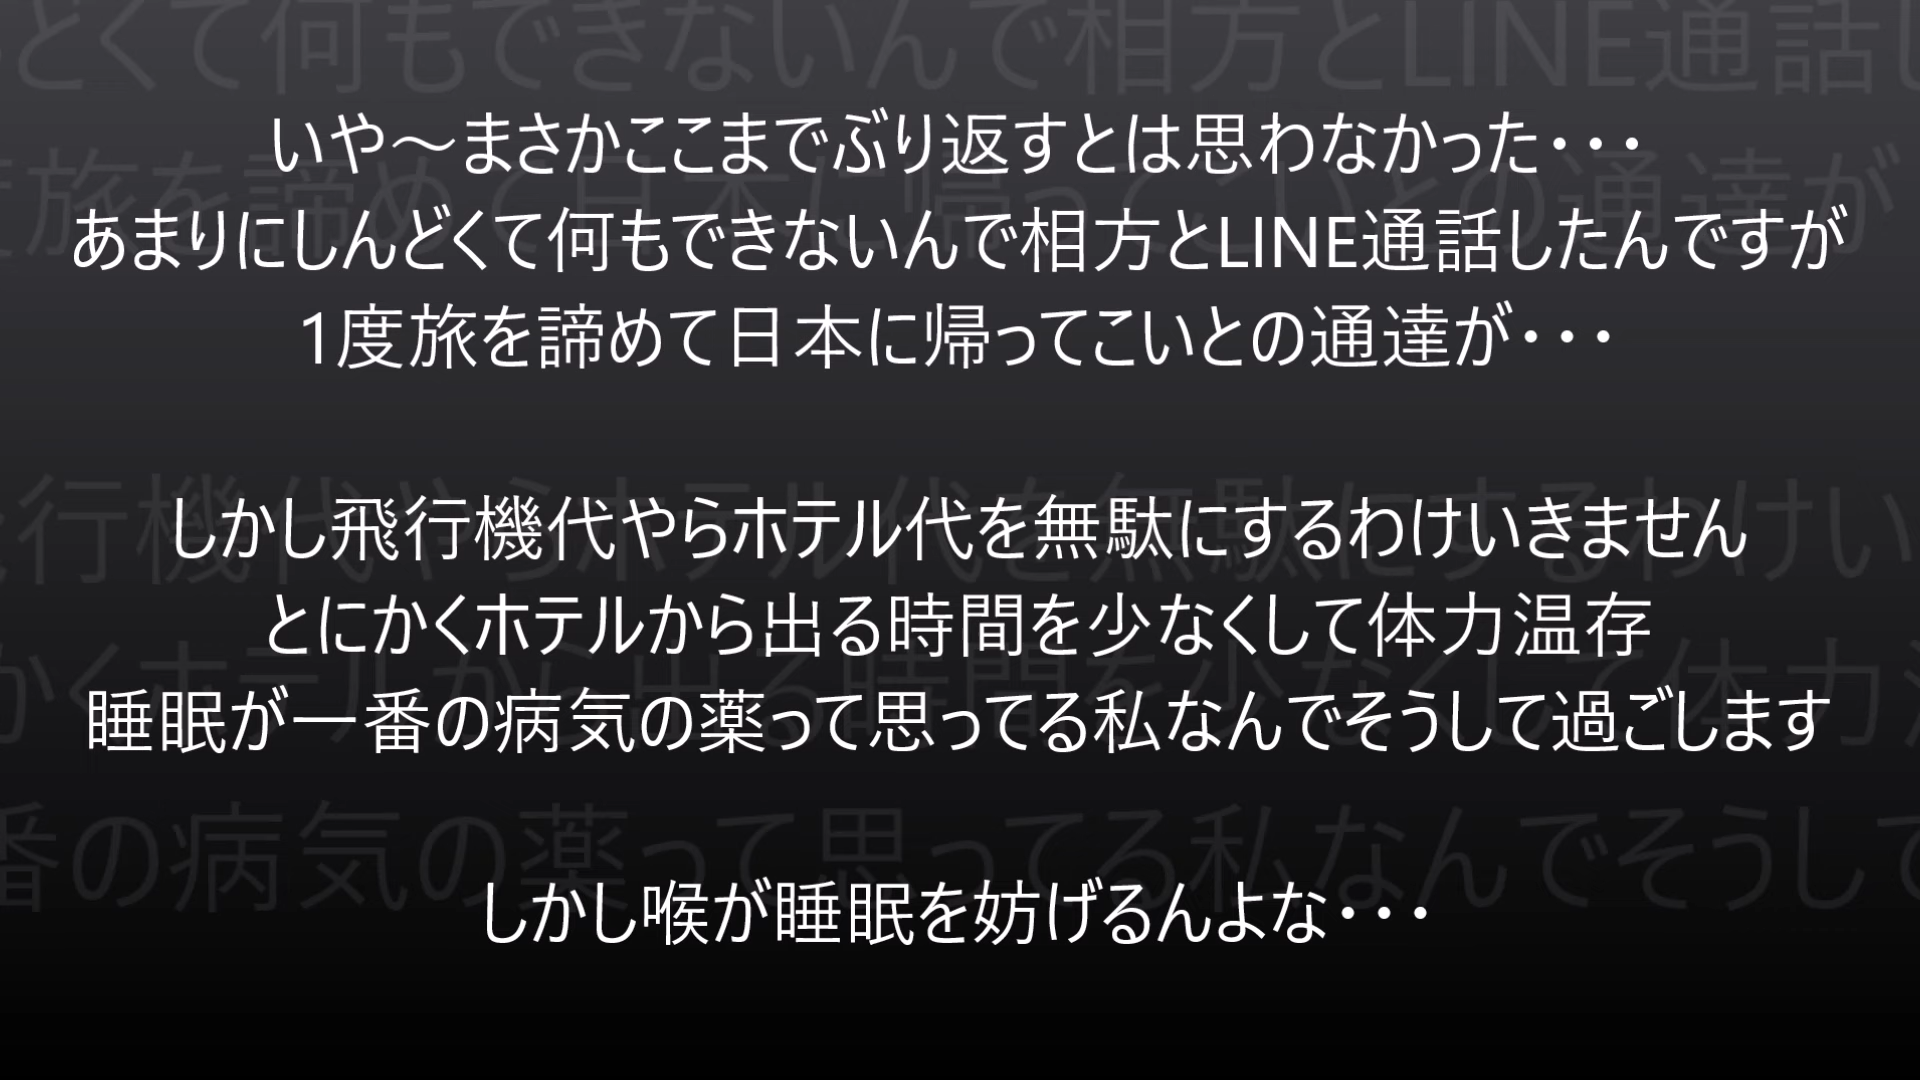 いや～まさかここまでぶり返すとは思わなかった・・・
あまりにしんどくて何もできないんで相方とLINE通話したんですが
1度旅を諦めて日本に帰ってこいとの通達が・・・
しかし飛行機代やらホテル代を無駄にするわけいきません
とにかくホテルから出る時間を少なくして体力温存
睡眠が一番の病気の薬って思ってる私なんでそうして過ごします
しかし喉が睡眠を妨げるんよな・・・